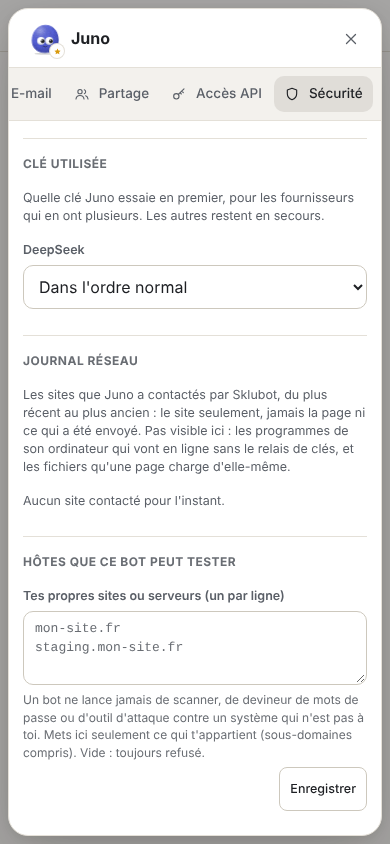 Juno
E-mail
Partage
Accès API
Sécurité
CLÉ UTILISÉE
Quelle clé Juno essaie en premier, pour les fournisseurs
qui en ont plusieurs. Les autres restent en secours.
DeepSeek
Dans l'ordre normal
JOURNAL RÉSEAU
Les sites que Juno a contactés par Sklubot, du plus
récent au plus ancien : le site seulement, jamais la page ni
ce qui a été envoyé. Pas visible ici : les programmes de
son ordinateur qui vont en ligne sans le relais de clés, et
les fichiers qu'une page charge d'elle-même.
Aucun site contacté pour l'instant.
HÔTES QUE CE BOT PEUT TESTER
Tes propres sites ou serveurs (un par ligne)
mon-site.fr
staging.mon-site.fr
Un bot ne lance jamais de scanner, de devineur de mots de
passe ou d'outil d'attaque contre un système qui n'est pas à
toi. Mets ici seulement ce qui t'appartient (sous-domaines
compris). Vide : toujours refusé.
Enregistrer